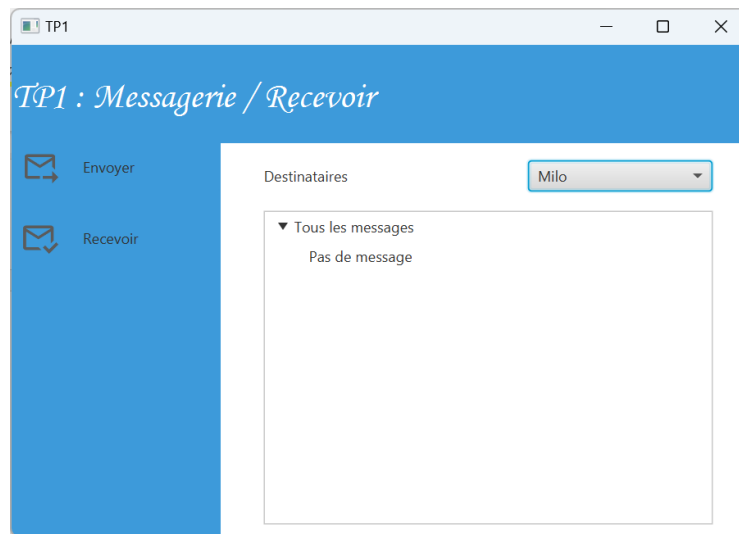 TP1
TP1 : Messagerie / Recevoir
Envoyer
Recevoir
Destinataires
Milo
Tous les messages
Pas de message